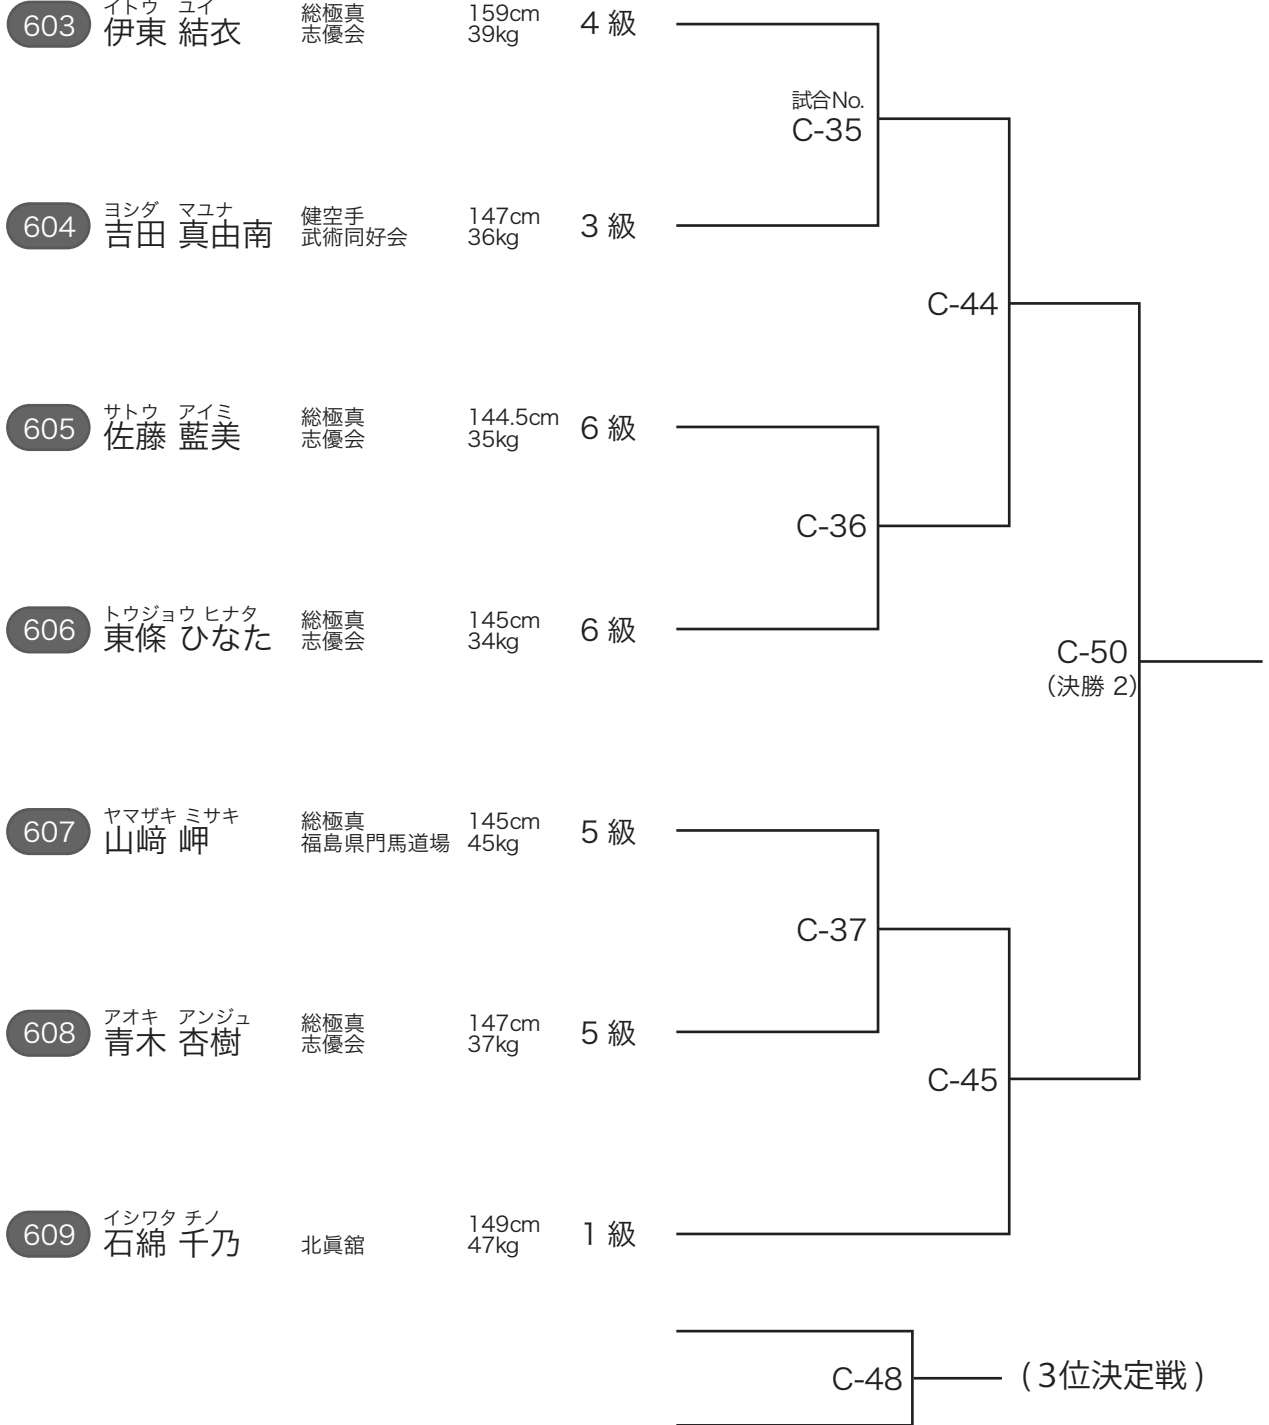 イトウ ユイ
603 伊東 結衣 総極真 志優会 159cm 39kg 4 級
試合No.
C-35
ヨシダ マユナ
604 吉田 真由南 健空手 武術同好会 147cm 36kg 3 級
C-44
サトウ アイミ
605 佐藤 藍美 総極真 志優会 144.5cm 35kg 6 級
C-36
トウジョウ ヒナタ
606 東條 ひなた 総極真 志優会 145cm 34kg 6 級
C-50
(決勝 2)
ヤマザキ ミサキ
607 山﨑 岬 総極真 福島県門馬道場 145cm 45kg 5 級
C-37
アオキ アンジュ
608 青木 杏樹 総極真 志優会 147cm 37kg 5 級
C-45
イシワタ チノ
609 石綿 千乃 北眞舘 149cm 47kg 1 級
C-48 (3位決定戦)